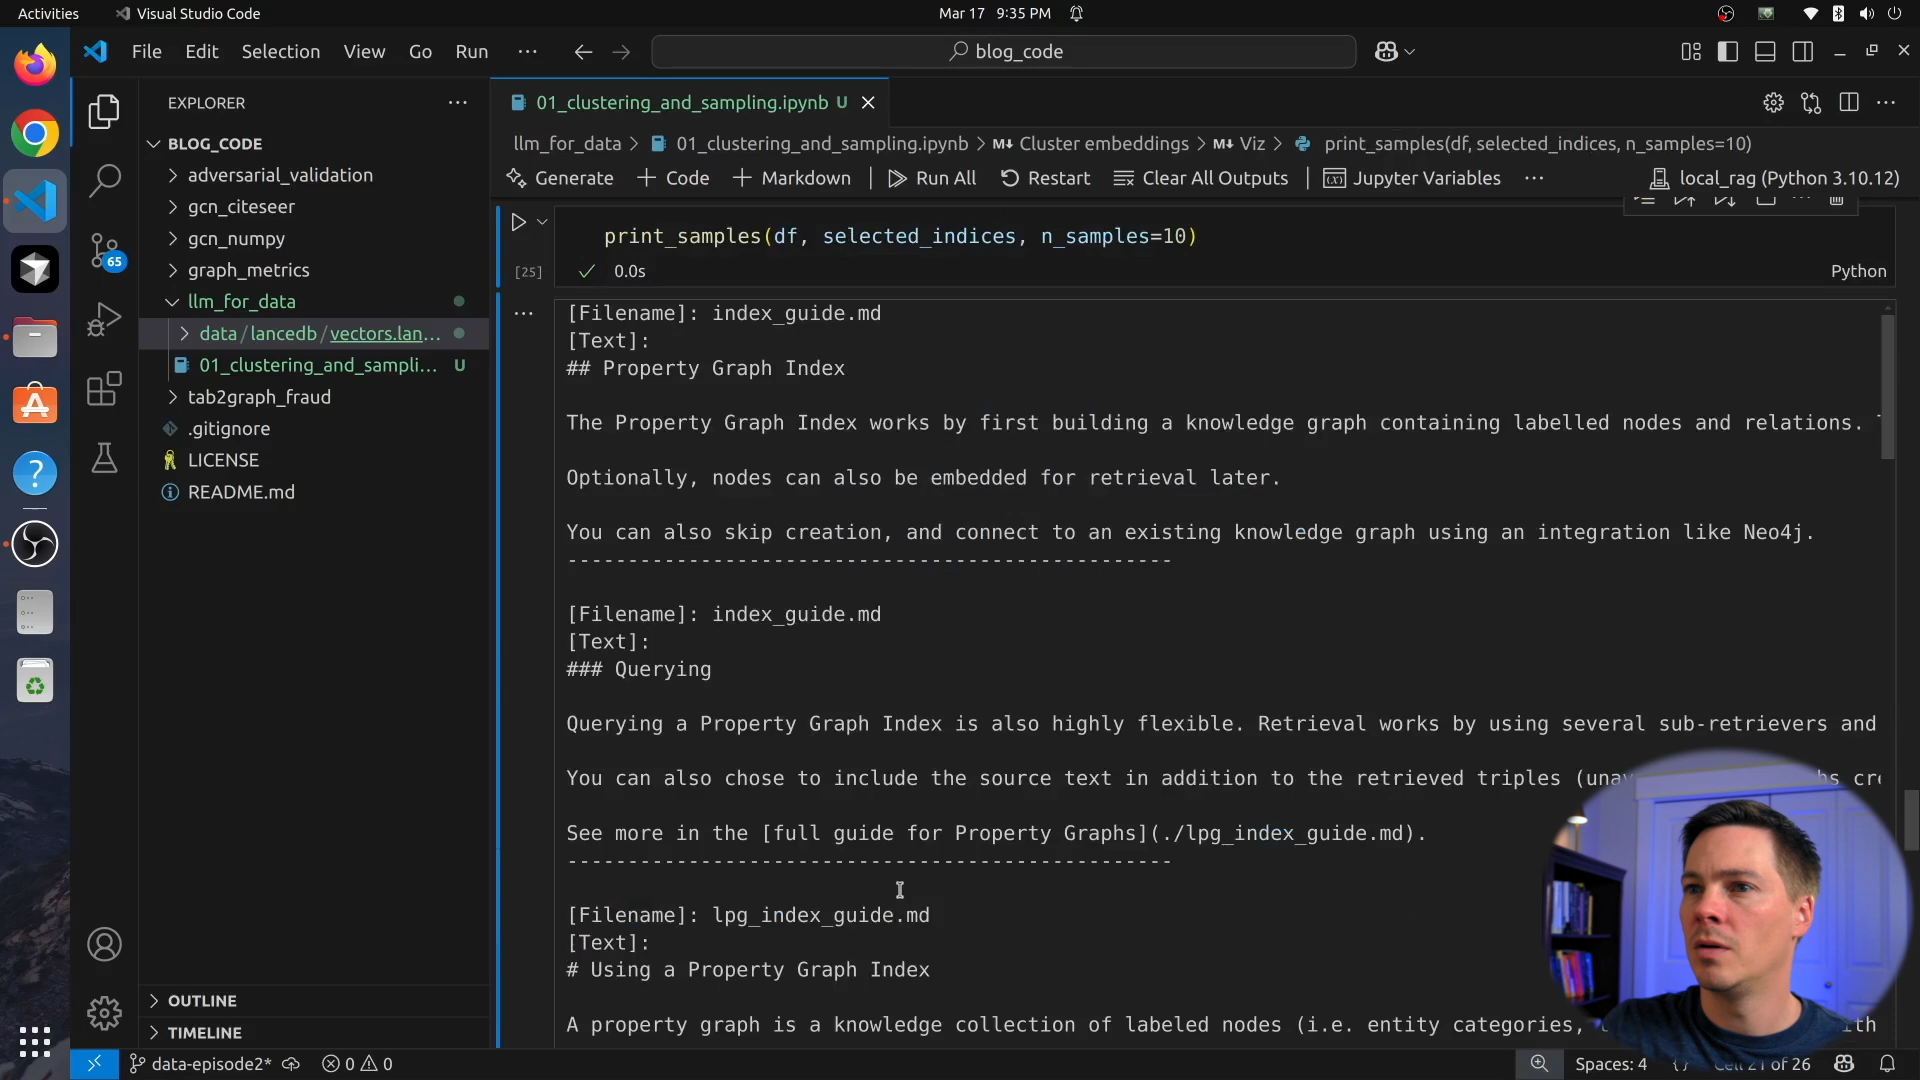 Activities
Visual Studio Code
Mar 17 9:35 PM
File Edit Selection View Go Run ···
blog_code
EXPLORER
BLOG_CODE
adversarial_validation
gcn_citeseer
gcn_numpy
graph_metrics
llm_for_data
data/lancedb/vectors.lan...
01_clustering_and_sampli... U
tab2graph_fraud
.gitignore
LICENSE
README.md
65
OUTLINE
TIMELINE
01_clustering_and_sampling.ipynb U
llm_for_data > 01_clustering_and_sampling.ipynb > M↓ Cluster embeddings > M↓ Viz > print_samples(df, selected_indices, n_samples=10)
Generate + Code + Markdown Run All Restart Clear All Outputs Jupyter Variables ··· local_rag (Python 3.10.12)
print_samples(df, selected_indices, n_samples=10)
[25] 0.0s Python
[Filename]: index_guide.md
[Text]:
## Property Graph Index
The Property Graph Index works by first building a knowledge graph containing labelled nodes and relations.
Optionally, nodes can also be embedded for retrieval later.
You can also skip creation, and connect to an existing knowledge graph using an integration like Neo4j.
--------------------------------------------------
[Filename]: index_guide.md
[Text]:
### Querying
Querying a Property Graph Index is also highly flexible. Retrieval works by using several sub-retrievers and
You can also chose to include the source text in addition to the retrieved triples
See more in the [full guide for Property Graphs](./lpg_index_guide.md).
--------------------------------------------------
[Filename]: lpg_index_guide.md
[Text]:
# Using a Property Graph Index
A property graph is a knowledge collection of labeled nodes (i.e. entity categories,
data-episode2* 0 0
Spaces: 4 Cell 21 of 26